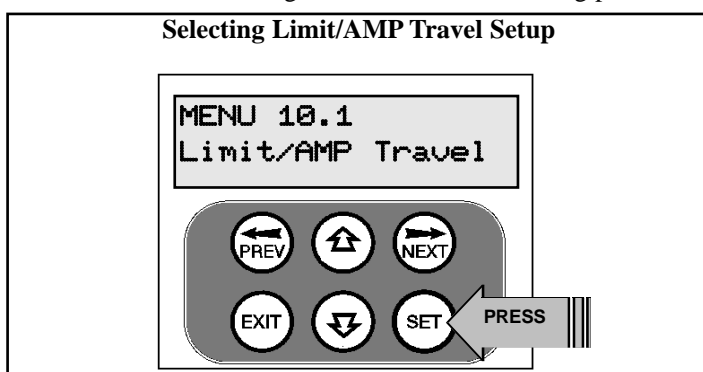 Selecting Limit/AMP Travel Setup
MENU 10.1
Limit/AMP Travel
PREV
NEXT
EXIT
SET
PRESS